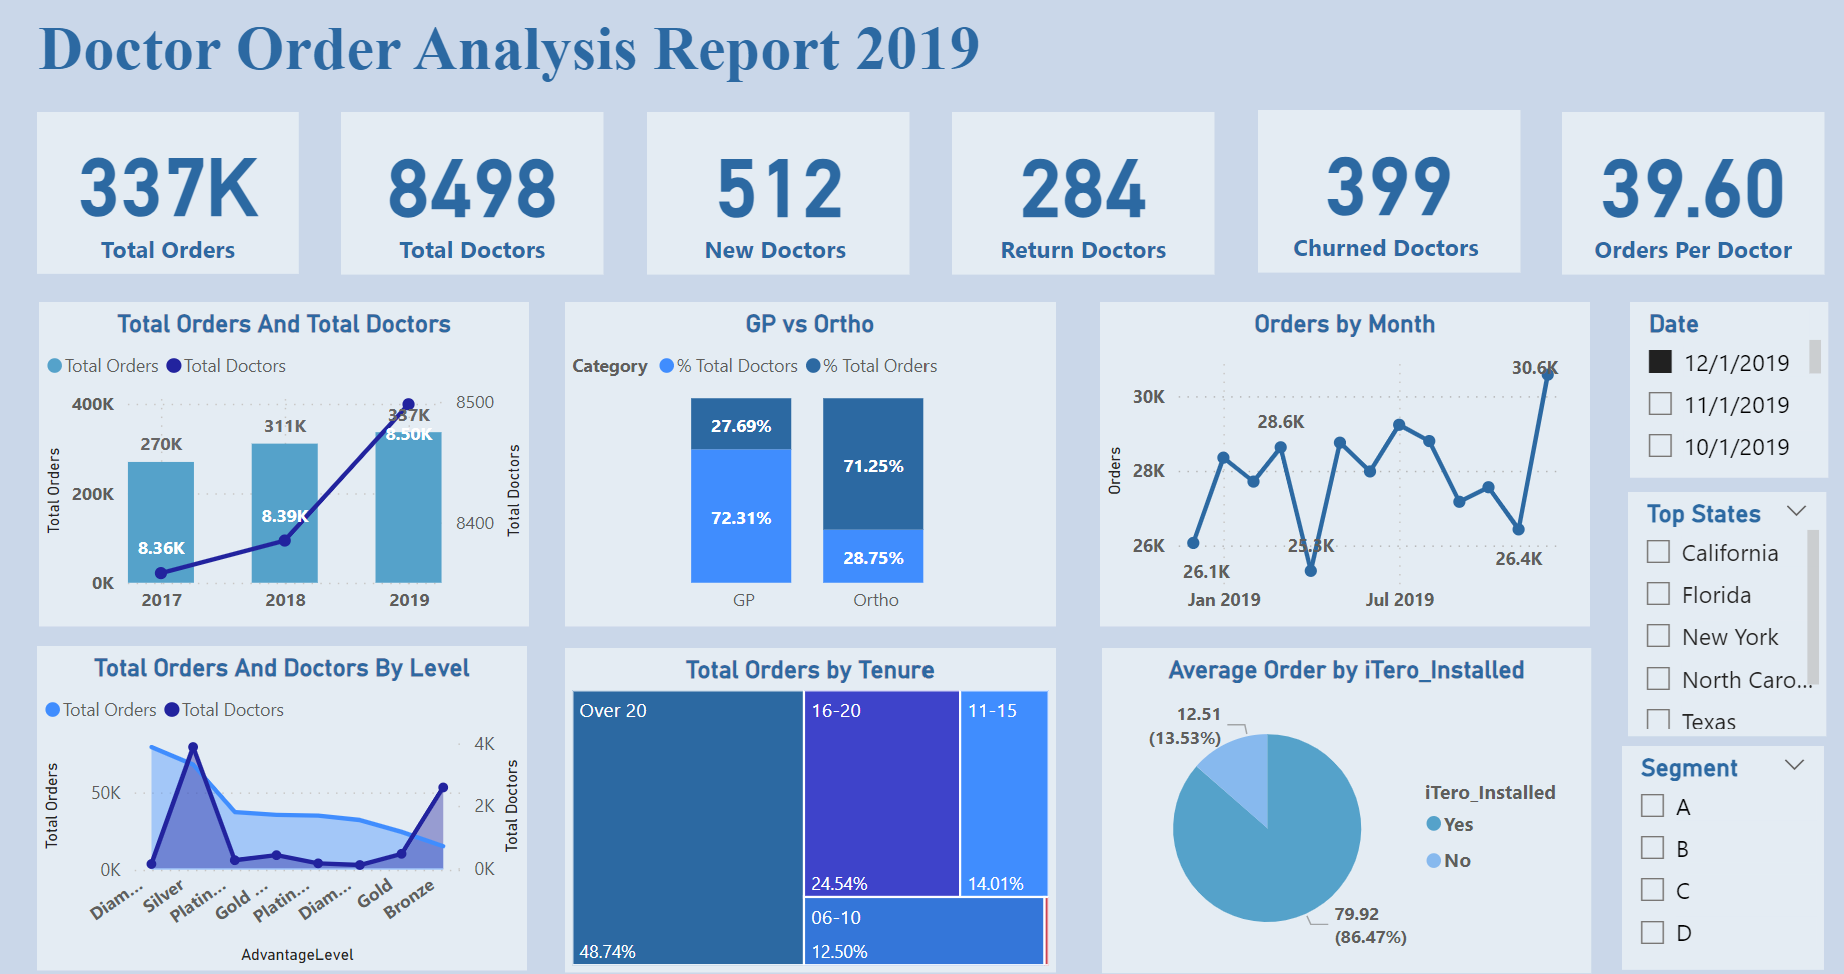 Doctor Order Analysis Report 2019
337K
Total Orders
8498
Total Doctors
512
New Doctors
284
Return Doctors
399
Churned Doctors
39.60
Orders Per Doctor
Total Orders And Total Doctors
Total Orders Total Doctors
400K
200K
0K
Total Orders
270K
311K
337K
8.36K
8.39K
8.50K
8500
8400
Total Doctors
2017 2018 2019
GP vs Ortho
Category % Total Doctors % Total Orders
27.69%
72.31%
71.25%
28.75%
GP Ortho
Orders by Month
Orders
30K
28K
26K
26.1K
28.6K
25.3K
26.4K
30.6K
Jan 2019 Jul 2019
Date
12/1/2019
11/1/2019
10/1/2019
Top States
California
Florida
New York
North Caro...
Texas
Segment
A
B
C
D
Total Orders And Doctors By Level
Total Orders Total Doctors
Total Orders
50K
0K
4K
2K
0K
Total Doctors
Diam... Silver Platin... Gold ... Platin... Diam... Gold Bronze
AdvantageLevel
Total Orders by Tenure
Over 20
48.74%
16-20
24.54%
11-15
14.01%
06-10
12.50%
Average Order by iTero_Installed
12.51
(13.53%)
79.92
(86.47%)
iTero_Installed
Yes
No